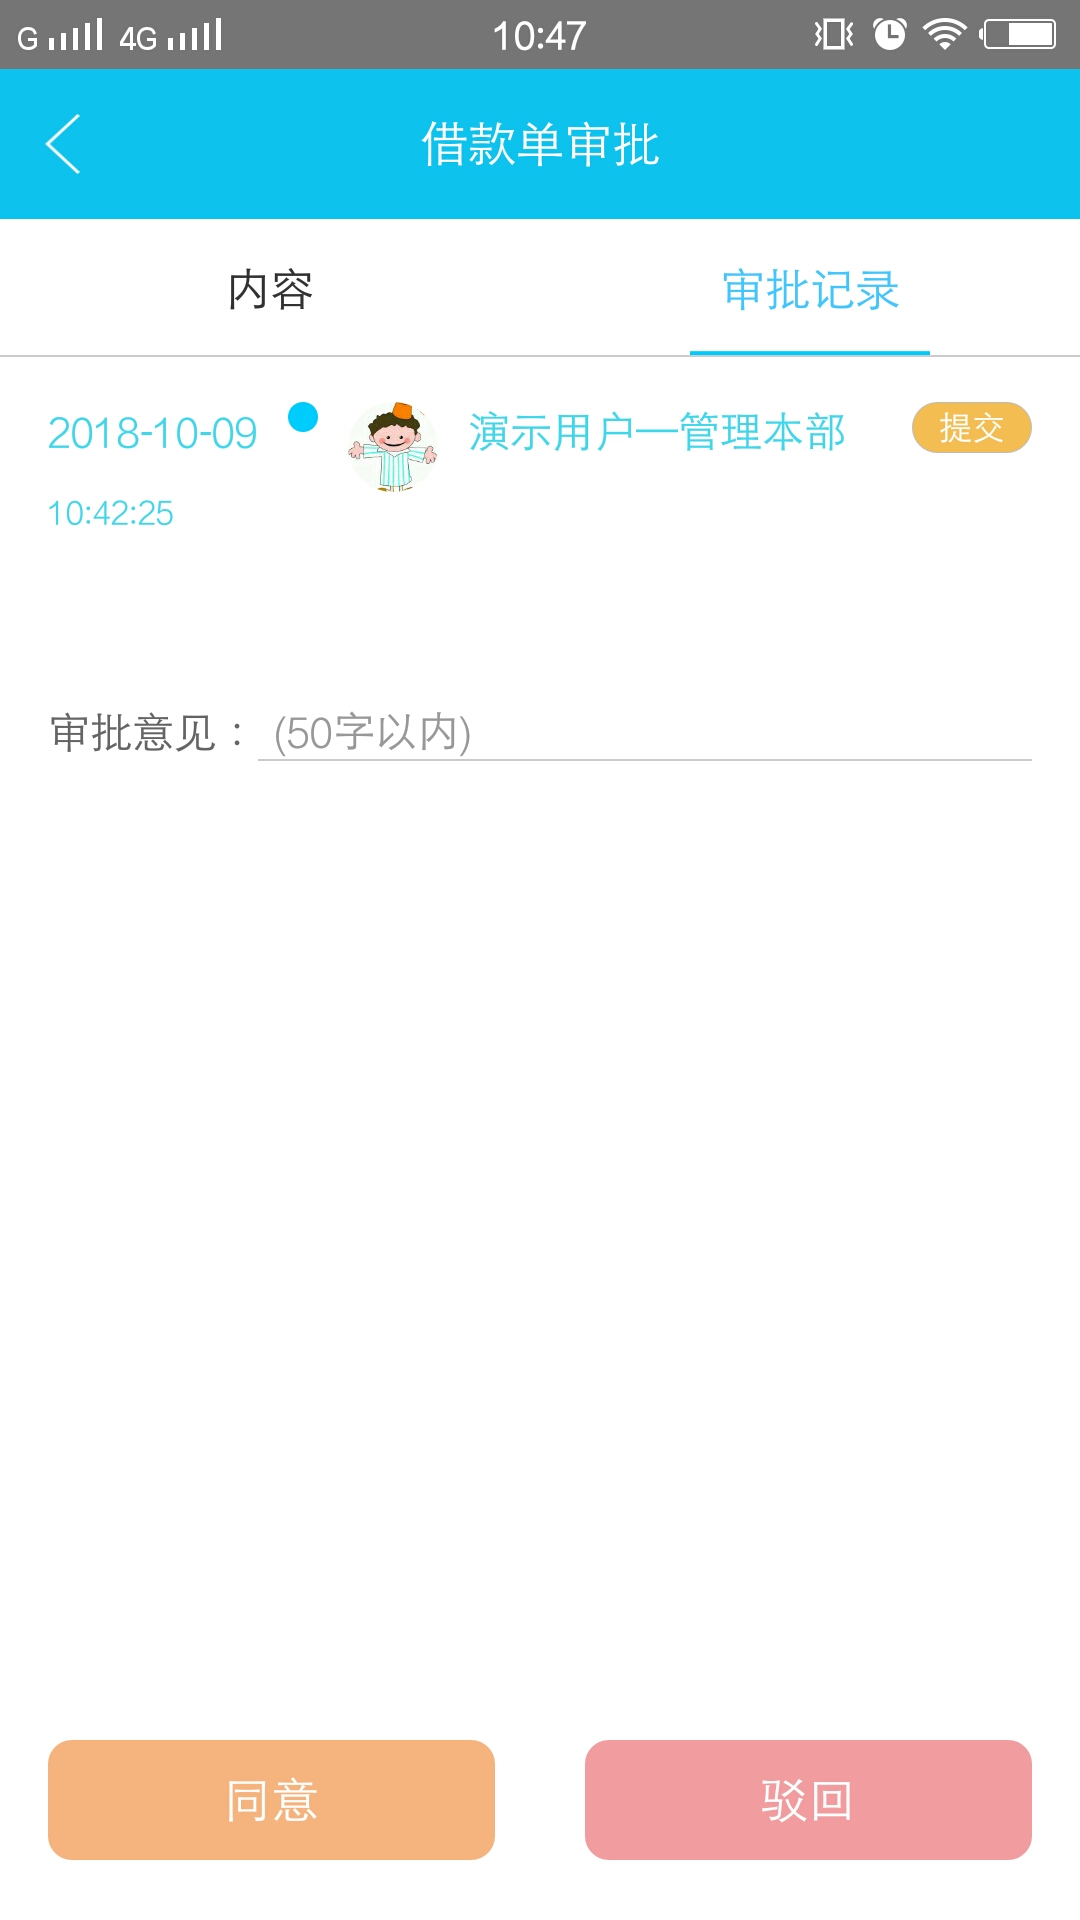 G 4G 10:47
借款单审批
内容 审批记录
2018-10-09 演示用户—管理本部 提交
10:42:25
审批意见： (50字以内)
同意 驳回